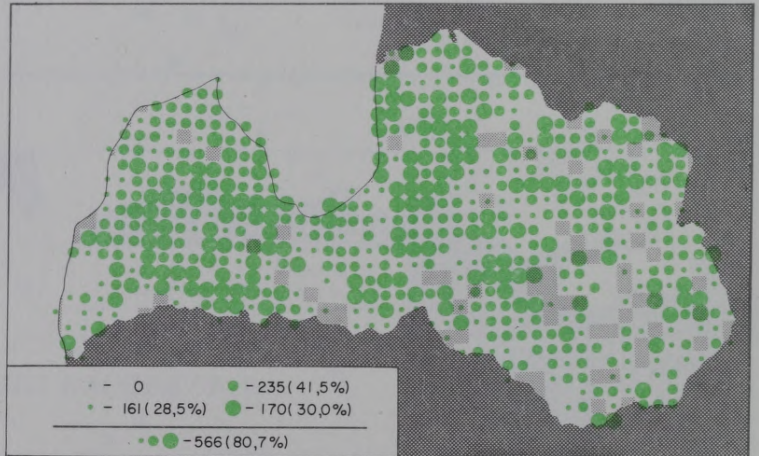 - 0
- 235 (41,5%)
- 161 (28,5%)
- 170 (30,0%)
- 566 (80,7%)